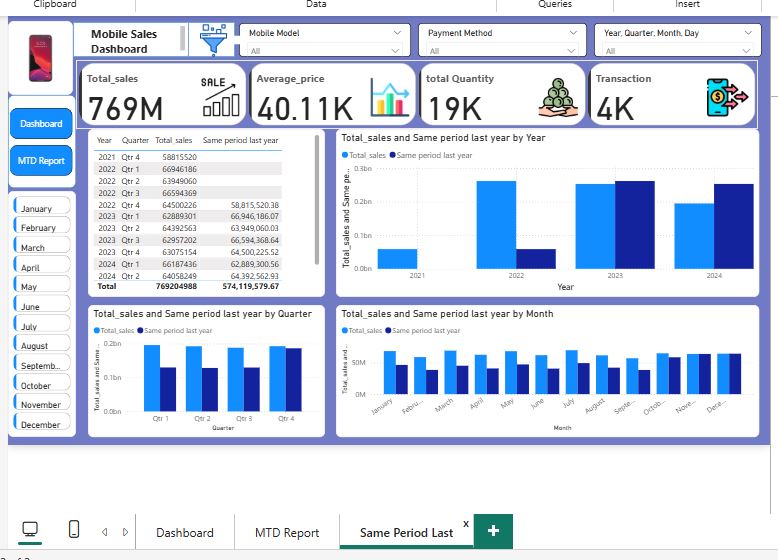 Clipboard Data Queries Insert
Mobile Sales
Dashboard
Mobile Model
All
Payment Method
All
Year, Quarter, Month, Day
All
Total_sales
769M
SALE
Average_price
40.11K
total Quantity
19K
Transaction
4K
Dashboard
MTD Report
January
February
March
April
May
June
July
August
Septemb...
October
November
December
Year Quarter Total_sales Same period last year
2021 Qtr 4 58815520
2022 Qtr 1 66946186
2022 Qtr 2 63949060
2022 Qtr 3 66594369
2022 Qtr 4 64500226 58,815,520.38
2023 Qtr 1 62889301 66,946,186.07
2023 Qtr 2 64392563 63,949,060.03
2023 Qtr 3 62957202 66,594,368.64
2023 Qtr 4 63075154 64,500,225.52
2024 Qtr 1 66187436 62,889,300.56
2024 Qtr 2 64058249 64,392,562.93
Total 769204988 574,119,579.67
Total_sales and Same period last year by Year
Total_sales Same period last year
Total_sales and Same pe...
0.3bn
0.2bn
0.1bn
0.0bn
2021 2022 2023 2024
Year
Total_sales and Same period last year by Quarter
Total_sales Same period last year
Total_sales and Same ...
0.2bn
0.1bn
0.0bn
Qtr 1 Qtr 2 Qtr 3 Qtr 4
Quarter
Total_sales and Same period last year by Month
Total_sales Same period last year
Total_sales and ...
50M
0M
January Febru... March April May June July August Septe... Octob... Nove... Dece...
Month
Dashboard
MTD Report
Same Period Last
x
+